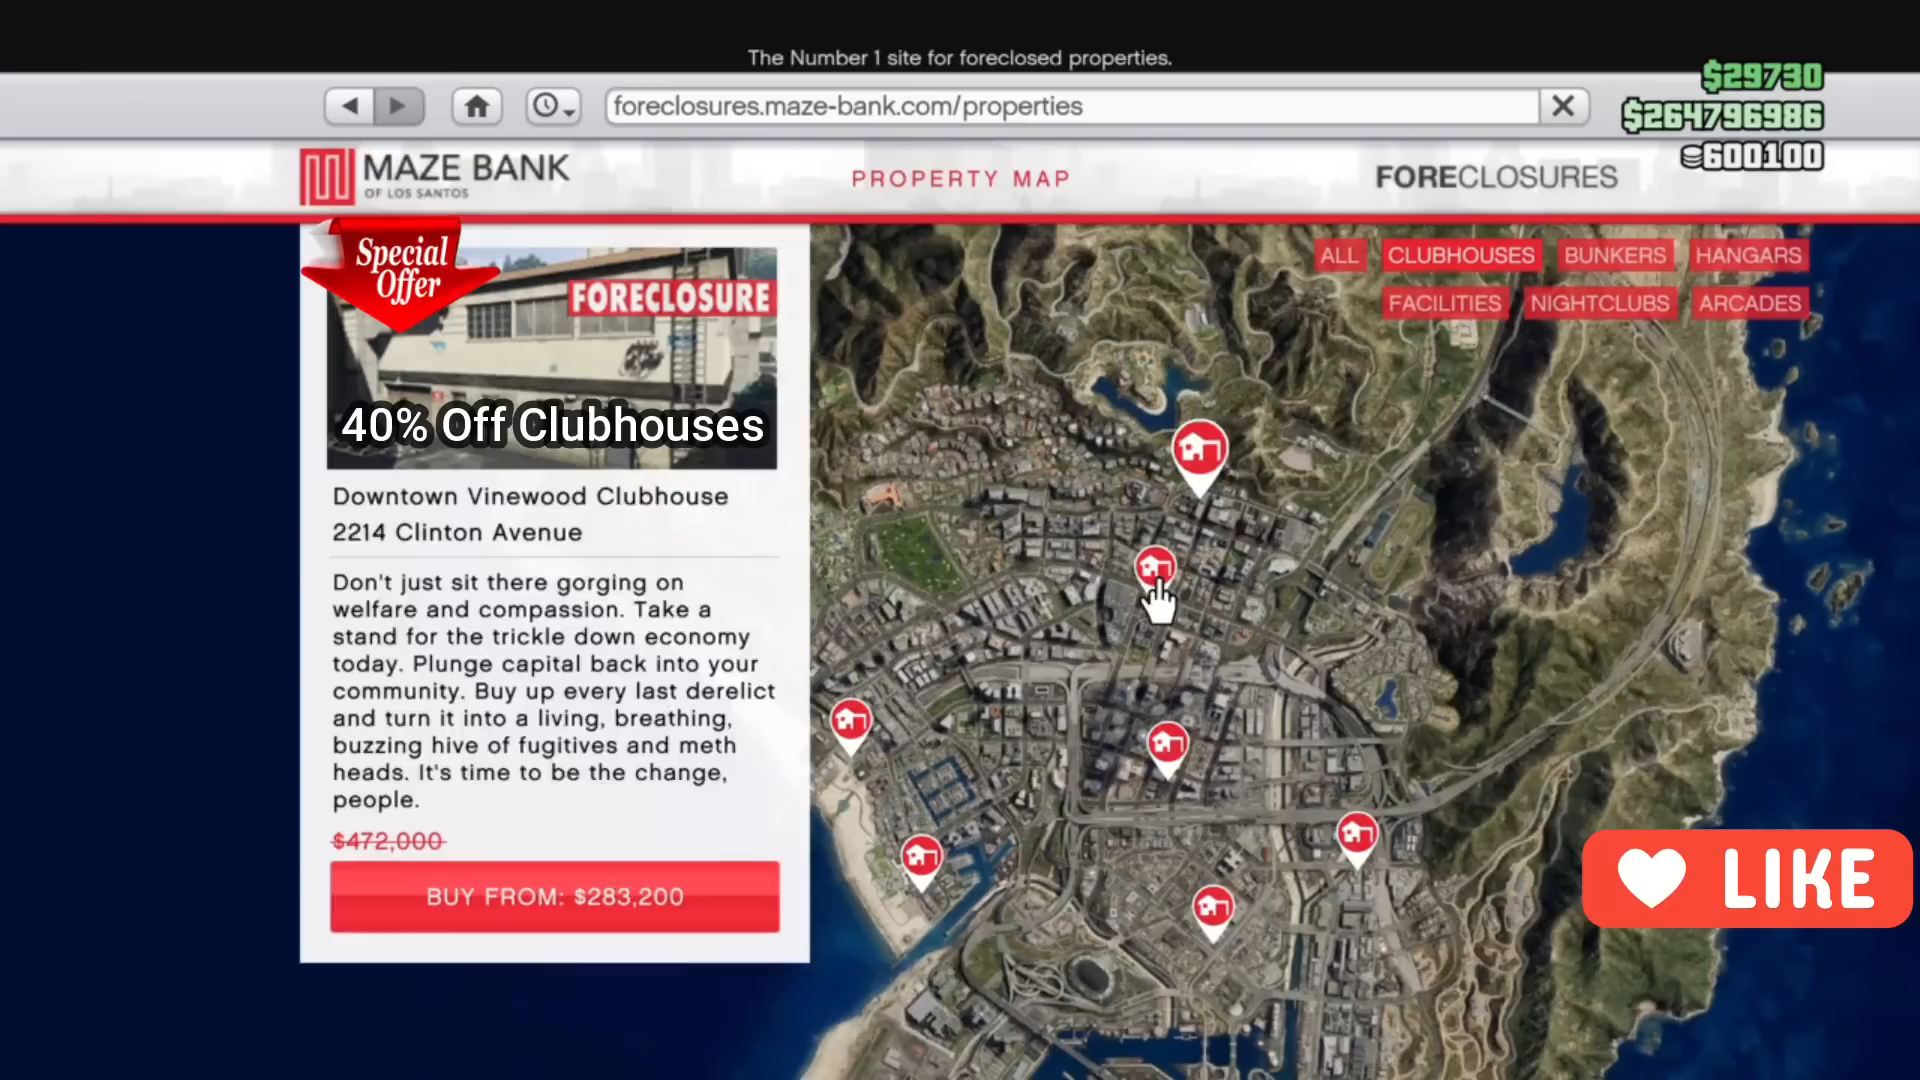 The Number 1 site for foreclosed properties.
foreclosures.maze-bank.com/properties
$29730
$264796986
600100
MAZE BANK
OF LOS SANTOS
PROPERTY MAP
FORECLOSURES
Special
Offer
FORECLOSURE
40% Off Clubhouses
Downtown Vinewood Clubhouse
2214 Clinton Avenue
Don't just sit there gorging on
welfare and compassion. Take a
stand for the trickle down economy
today. Plunge capital back into your
community. Buy up every last derelict
and turn it into a living, breathing,
buzzing hive of fugitives and meth
heads. It's time to be the change,
people.
$472,000
BUY FROM: $283,200
ALL CLUBHOUSES BUNKERS HANGARS
FACILITIES NIGHTCLUBS ARCADES
LIKE